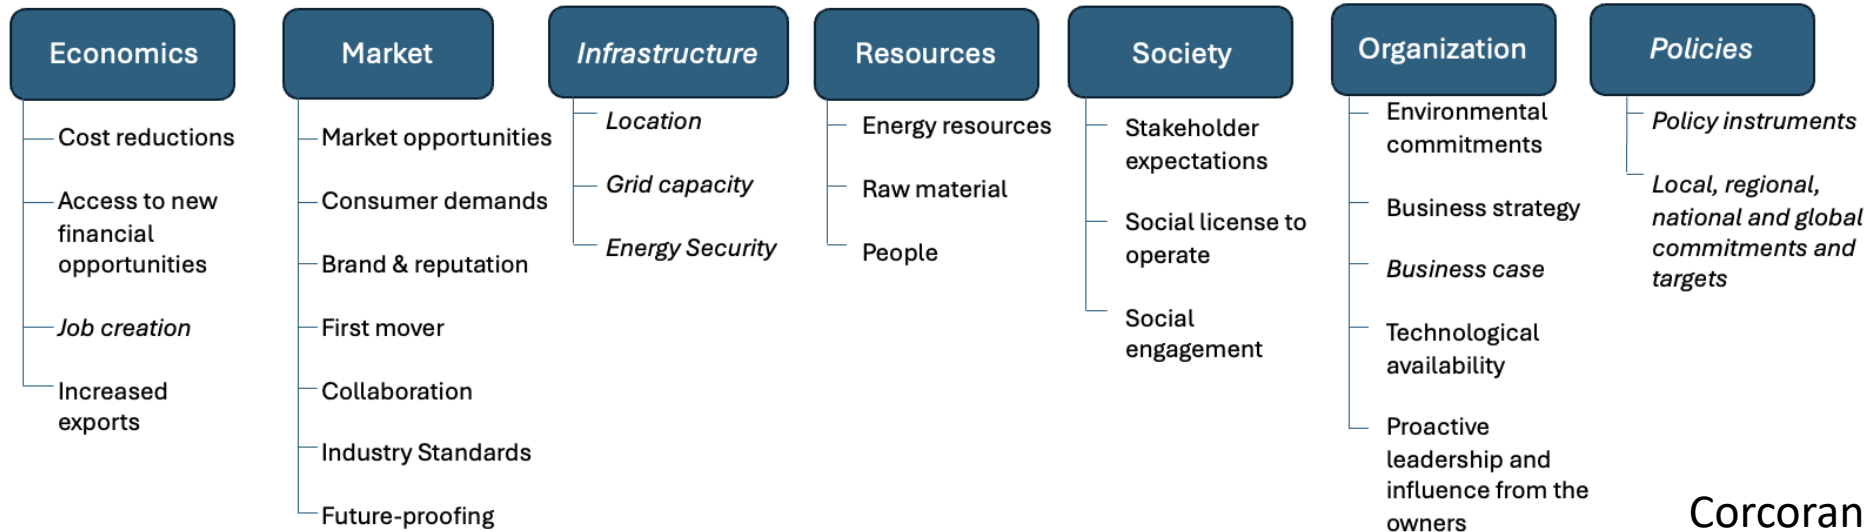 Economics
Cost reductions
Access to new
financial
opportunities
Job creation
Increased
exports
Market
Market opportunities
Consumer demands
Brand & reputation
First mover
Collaboration
Industry Standards
Future-proofing
Infrastructure
Location
Grid capacity
Energy Security
Resources
Energy resources
Raw material
People
Society
Stakeholder
expectations
Social license to
operate
Social
engagement
Organization
Environmental
commitments
Business strategy
Business case
Technological
availability
Proactive
leadership and
influence from the
owners
Policies
Policy instruments
Local, regional,
national and global
commitments and
targets
Corcoran